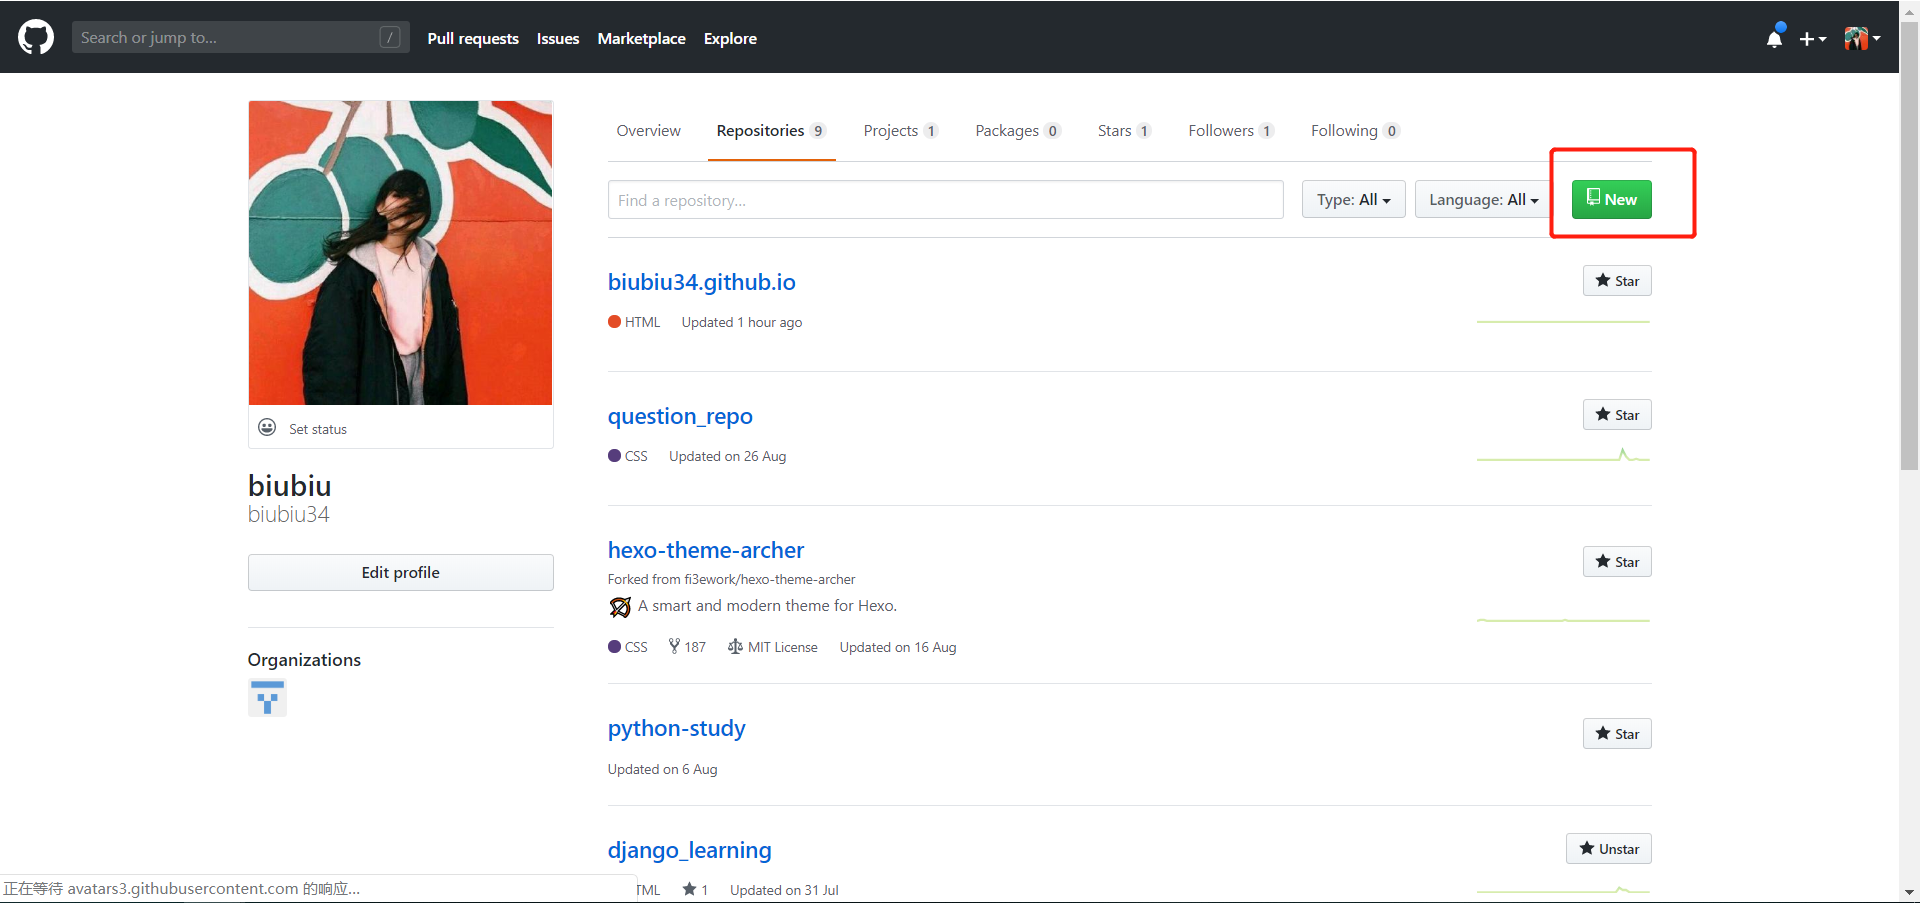 Search or jump to... / Pull requests Issues Marketplace Explore
Overview Repositories 9 Projects 1 Packages 0 Stars 1 Followers 1 Following 0
Find a repository... Type: All Language: All New
biubiu34.github.io Star
HTML Updated 1 hour ago
question_repo Star
CSS Updated on 26 Aug
Set status
biubiu
biubiu34
Edit profile
hexo-theme-archer Star
Forked from fi3ework/hexo-theme-archer
A smart and modern theme for Hexo.
CSS 187 MIT License Updated on 16 Aug
Organizations
python-study Star
Updated on 6 Aug
django_learning Unstar
TML 1 Updated on 31 Jul
正在等待 avatars3.githubusercontent.com 的响应...